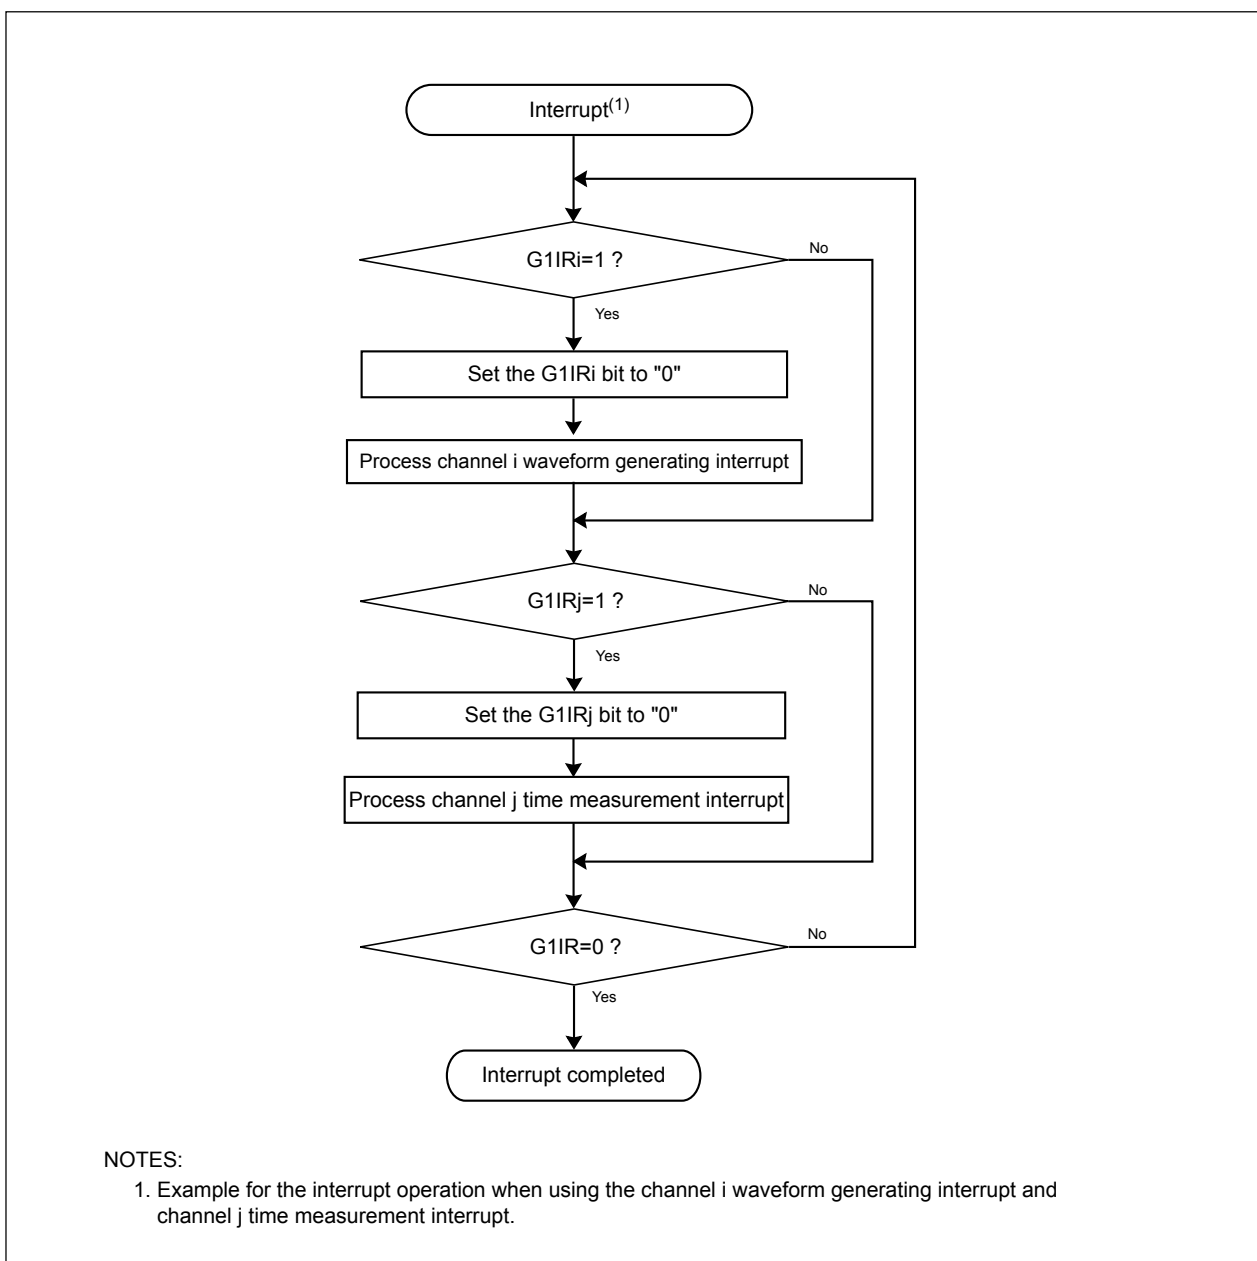 Interrupt(1)
G1IRi=1 ?
No
Yes
Set the G1IRi bit to "0"
Process channel i waveform generating interrupt
G1IRj=1 ?
No
Yes
Set the G1IRj bit to "0"
Process channel j time measurement interrupt
G1IR=0 ?
No
Yes
Interrupt completed
NOTES:
1. Example for the interrupt operation when using the channel i waveform generating interrupt and
channel j time measurement interrupt.